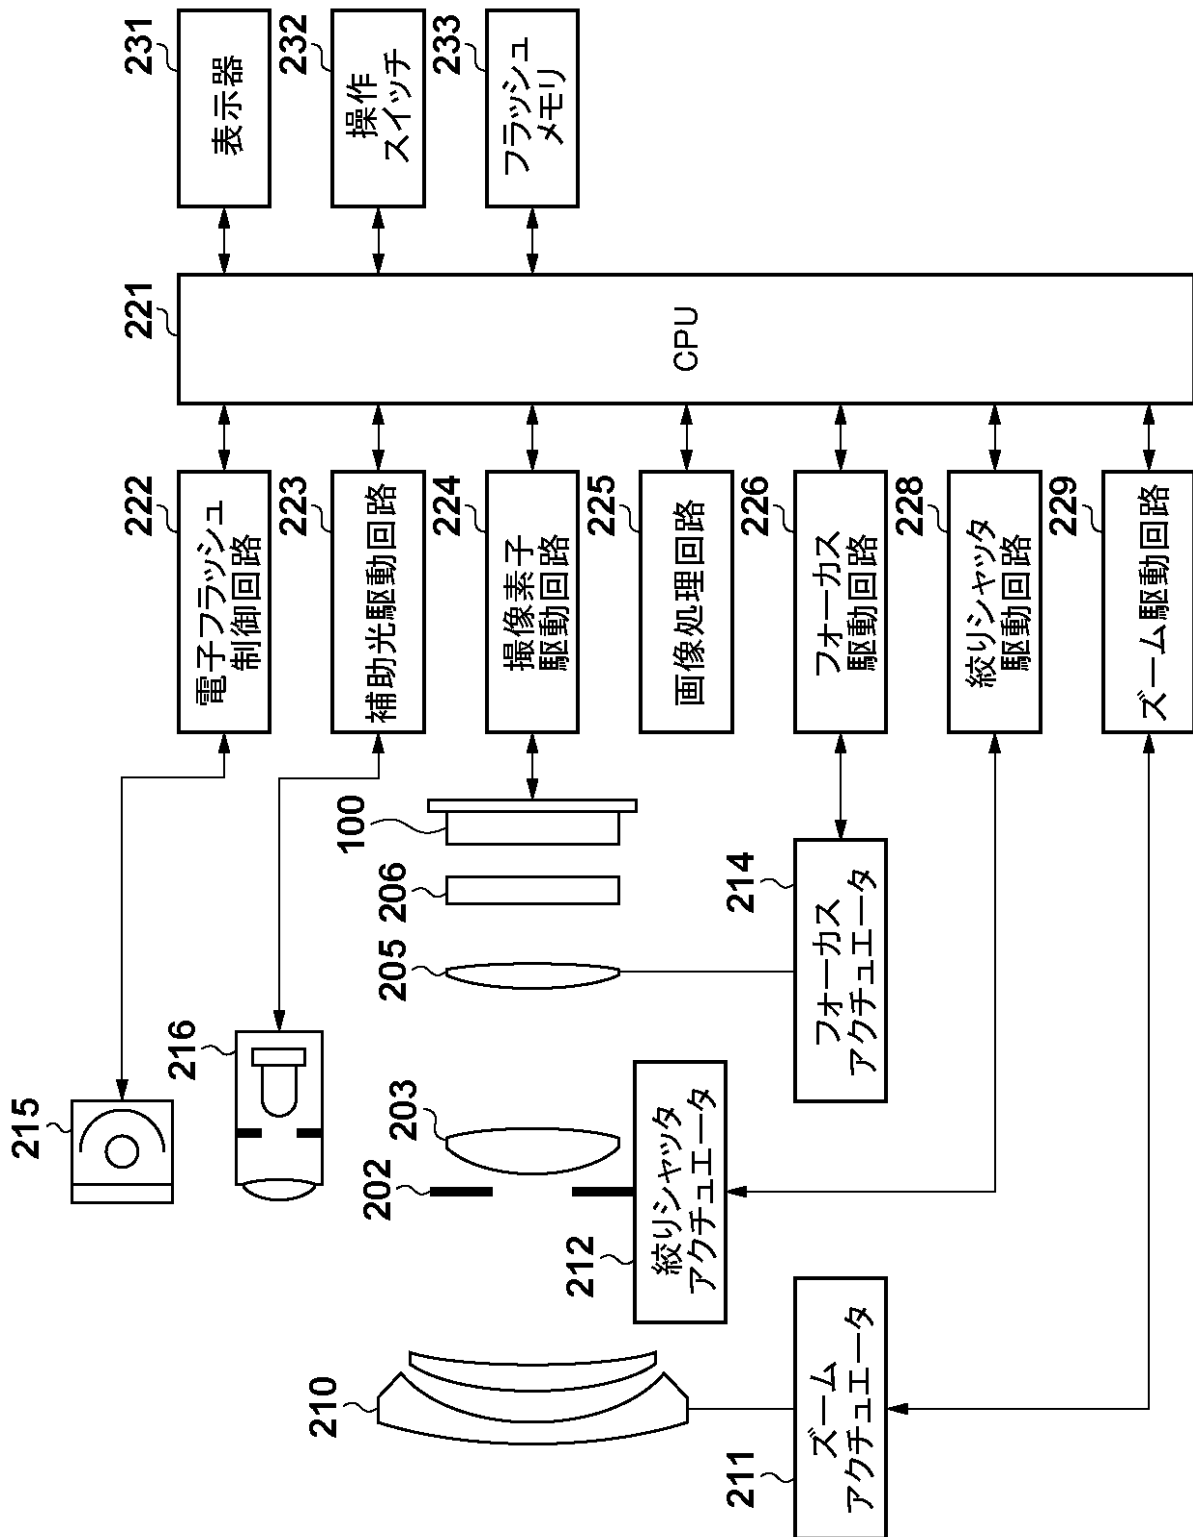 231
表示器
232
操作
スイッチ
233
フラッシュ
メモリ
221
CPU
222
電子フラッシュ
制御回路
223
補助光駆動回路
224
撮像素子
駆動回路
225
画像処理回路
226
フォーカス
駆動回路
228
絞りシャッタ
駆動回路
229
ズーム駆動回路
215
216
100
206
205
203
202
210
214
フォーカス
アクチュエータ
212
絞りシャッタ
アクチュエータ
211
ズーム
アクチュエータ